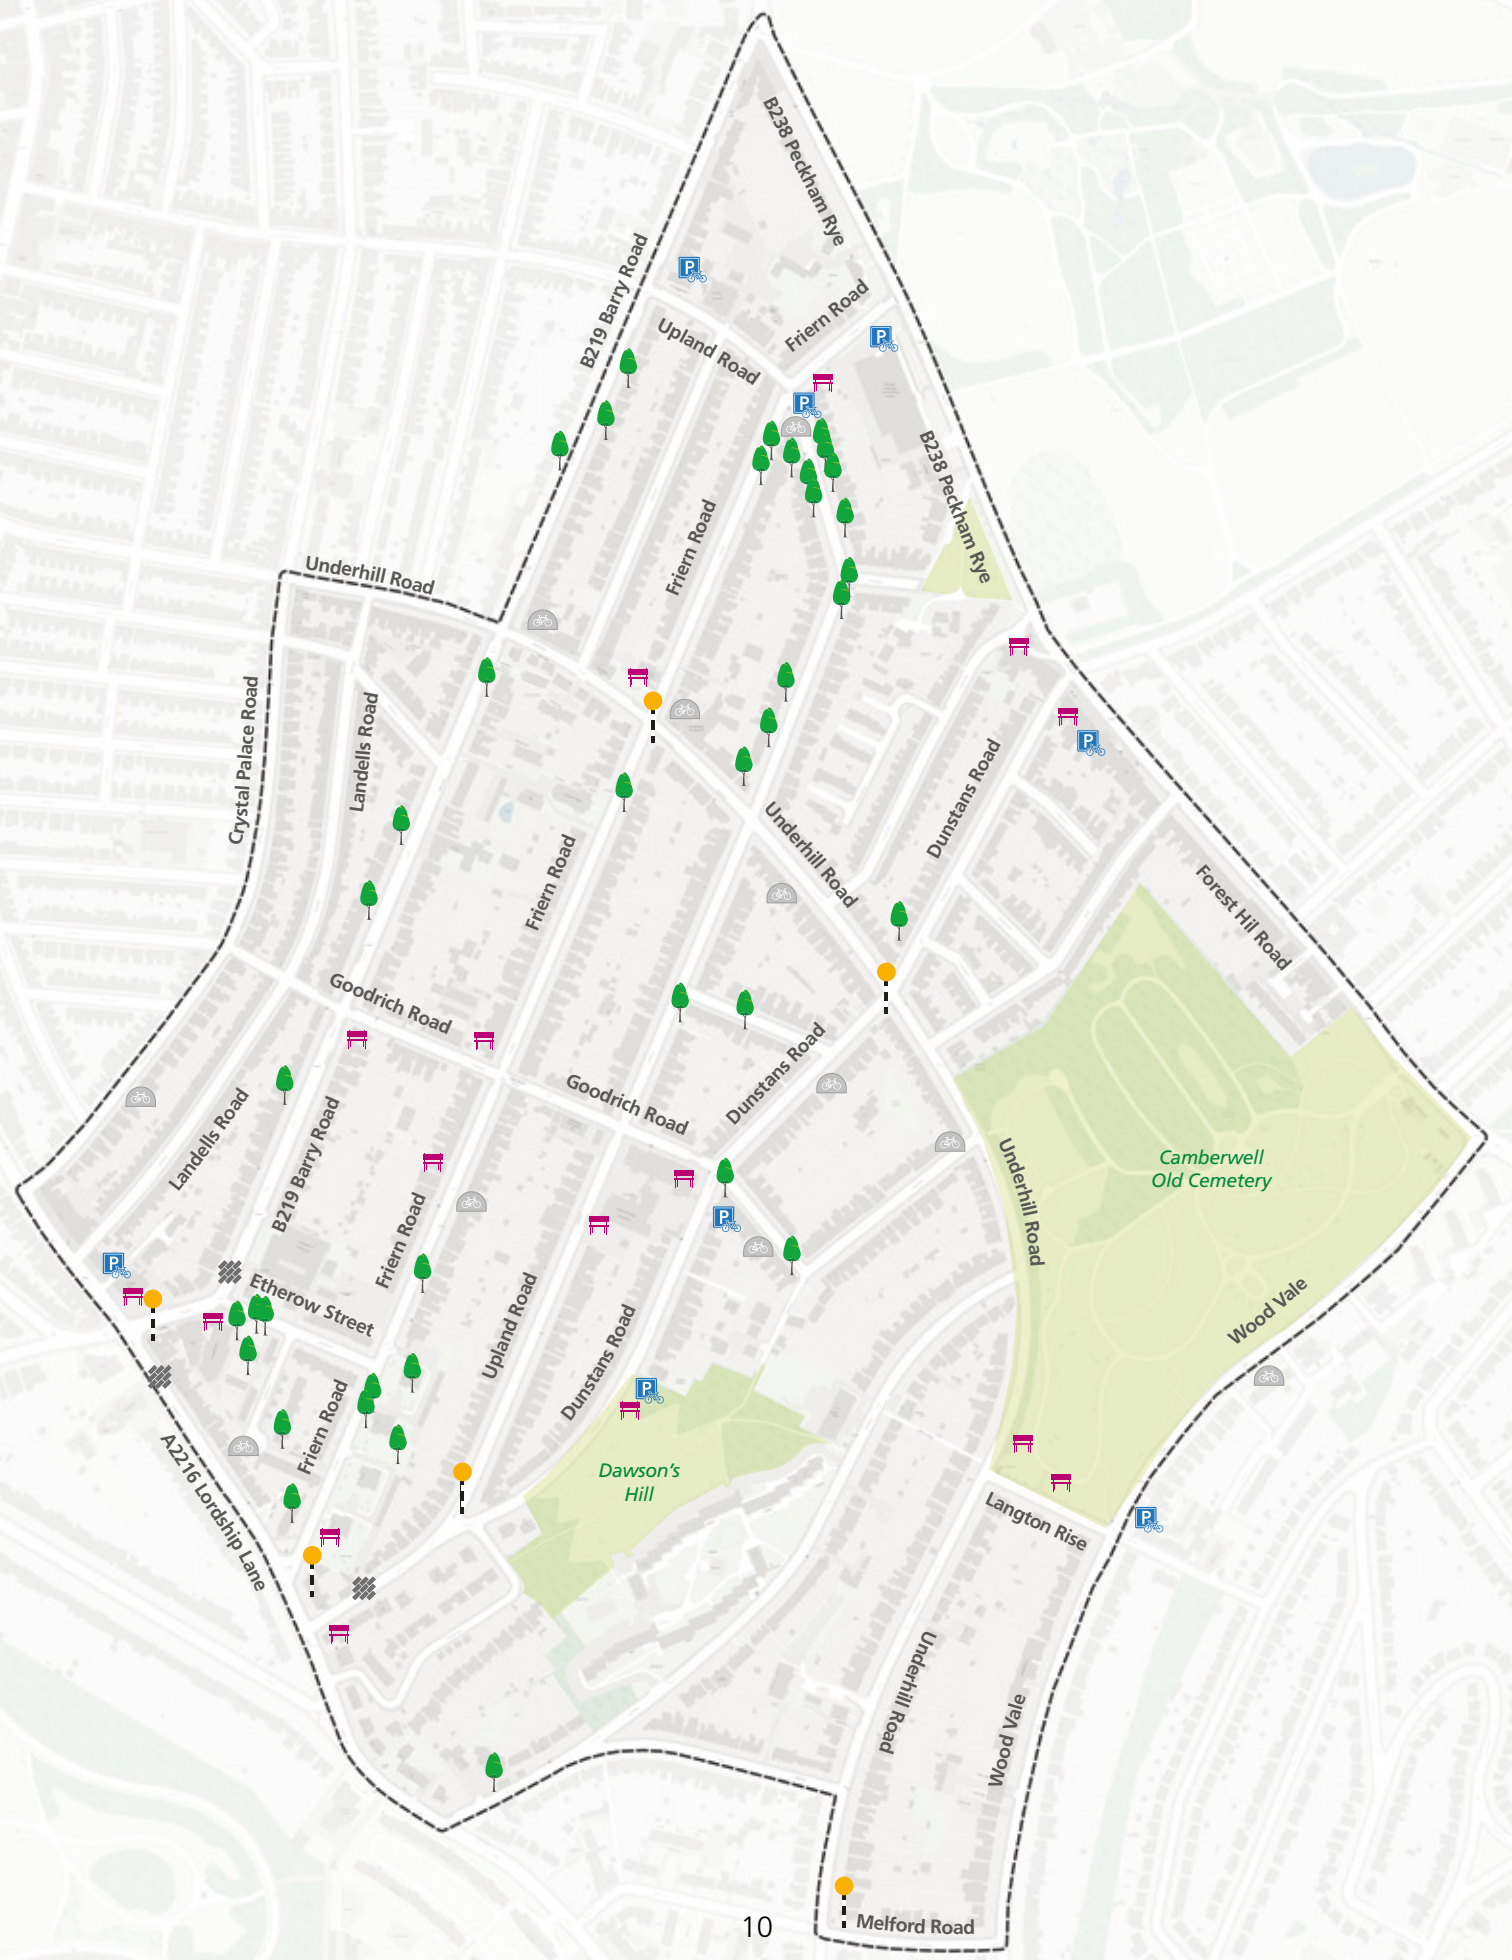 B238 Peckham Rye
B219 Barry Road
Friern Road
Upland Road
P
P
P
B238 Peckham Rye
Friern Road
Underhill Road
Crystal Palace Road
Landells Road
P
Dunstans Road
Underhill Road
Friern Road
Forest Hil Road
Goodrich Road
Dunstans Road
Goodrich Road
Landells Road
B219 Barry Road
Camberwell
Old Cemetery
Underhill Road
P
Friern Road
P
Etherow Street
Upland Road
Dunstans Road
Wood Vale
P
Friern Road
A2216 Lordship Lane
Dawson's
Hill
Langton Rise
P
Underhill Road
Wood Vale
10
Melford Road